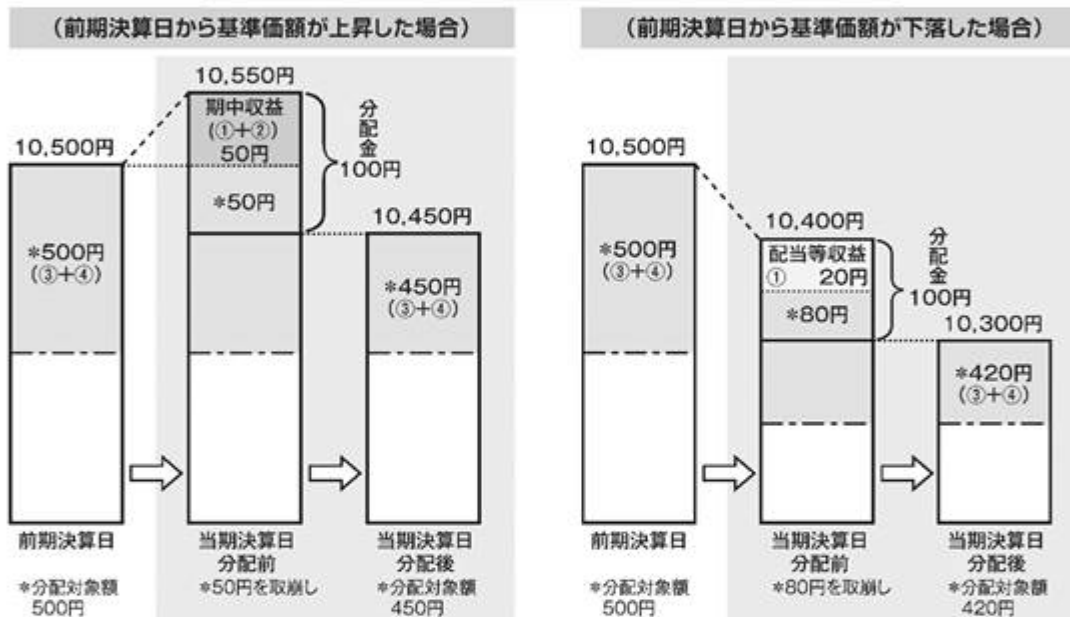 (前期決算日から基準価額が上昇した場合)
10,550円
期中収益
(①+②)
50円
*50円
分配金
100円
10,500円
*500円
(③+④)
10,450円
*450円
(③+④)
前期決算日
*分配対象額
500円
当期決算日
分配前
*50円を取崩し
当期決算日
分配後
*分配対象額
450円
(前期決算日から基準価額が下落した場合)
10,500円
*500円
(③+④)
10,400円
配当等収益
① 20円
*80円
分配金
100円
10,300円
*420円
(③+④)
前期決算日
*分配対象額
500円
当期決算日
分配前
*80円を取崩し
当期決算日
分配後
*分配対象額
420円